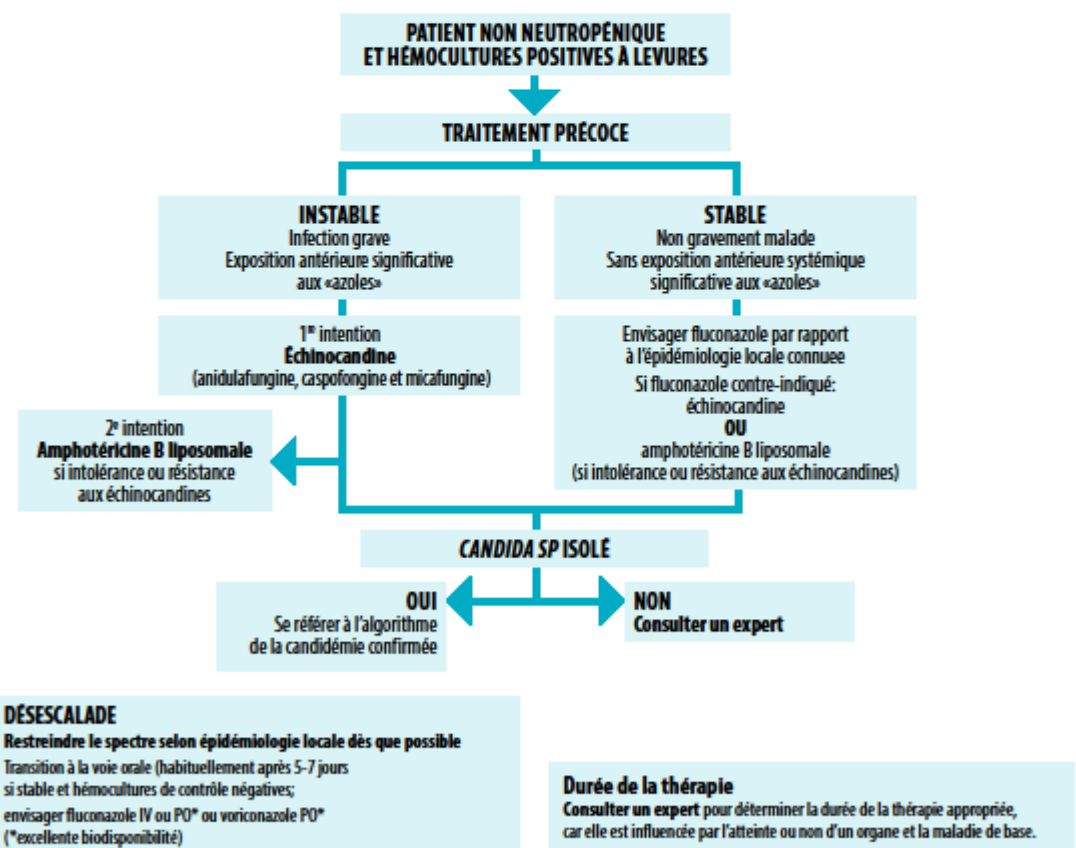 PATIENT NON NEUTROPÉNIQUE
ET HÉMOCULTURES POSITIVES À LEVURES
TRAITEMENT PRÉCOCE
INSTABLE
Infection grave
Exposition antérieure significative
aux «azoles»
STABLE
Non gravement malade
Sans exposition antérieure systémique
significative aux «azoles»
1re intention
Échinocandine
(anidulafungine, caspofongine et micafungine)
Envisager fluconazole par rapport
à l'épidémiologie locale connuee
Si fluconazole contre-indiqué:
échinocandine
OU
amphotéricine B liposomale
(si intolérance ou résistance aux échinocandines)
2e intention
Amphotéricine B liposomale
si intolérance ou résistance
aux échinocandines
CANDIDA SP ISOLÉ
OUI
Se référer à l'algorithme
de la candidémie confirmée
NON
Consulter un expert
DÉSESCALADE
Restreindre le spectre selon épidémiologie locale dès que possible
Transition à la voie orale (habituellement après 5-7 jours
si stable et hémocultures de contrôle négatives;
envisager fluconazole IV ou PO* ou voriconazole PO*
(*excellente biodisponibilité)
Durée de la thérapie
Consulter un expert pour déterminer la durée de la thérapie appropriée,
car elle est influencée par l'atteinte ou non d'un organe et la maladie de base.